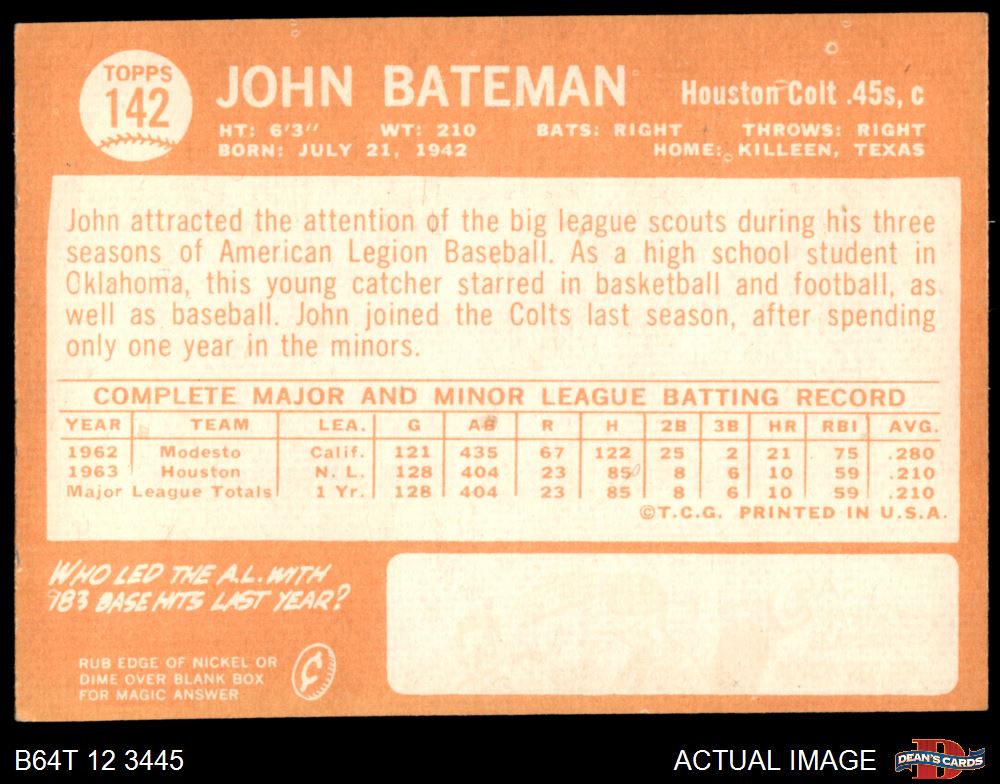 TOPPS
142
JOHN BATEMAN
Houston Colt .45s, c
HT: 6'3" WT: 210 BATS: RIGHT THROWS: RIGHT
BORN: JULY 21, 1942 HOME: KILLEEN, TEXAS
John attracted the attention of the big league scouts during his three
seasons of American Legion Baseball. As a high school student in
Oklahoma, this young catcher starred in basketball and football, as
well as baseball. John joined the Colts last season, after spending
only one year in the minors.
COMPLETE MAJOR AND MINOR LEAGUE BATTING RECORD
YEAR TEAM LEA. G AB R H 2B 3B HR RBI AVG.
1962 Modesto Calif. 121 435 67 122 25 2 21 75 .280
1963 Houston N. L. 128 404 23 85 8 6 10 59 .210
Major League Totals 1 Yr. 128 404 23 85 8 6 10 59 .210
©T.C.G. PRINTED IN U.S.A.
WHO LED THE A.L. WITH
183 BASE HITS LAST YEAR?
RUB EDGE OF NICKEL OR
DIME OVER BLANK BOX
FOR MAGIC ANSWER
¢
B64T 12 3445
ACTUAL IMAGE
DEAN'S CARDS